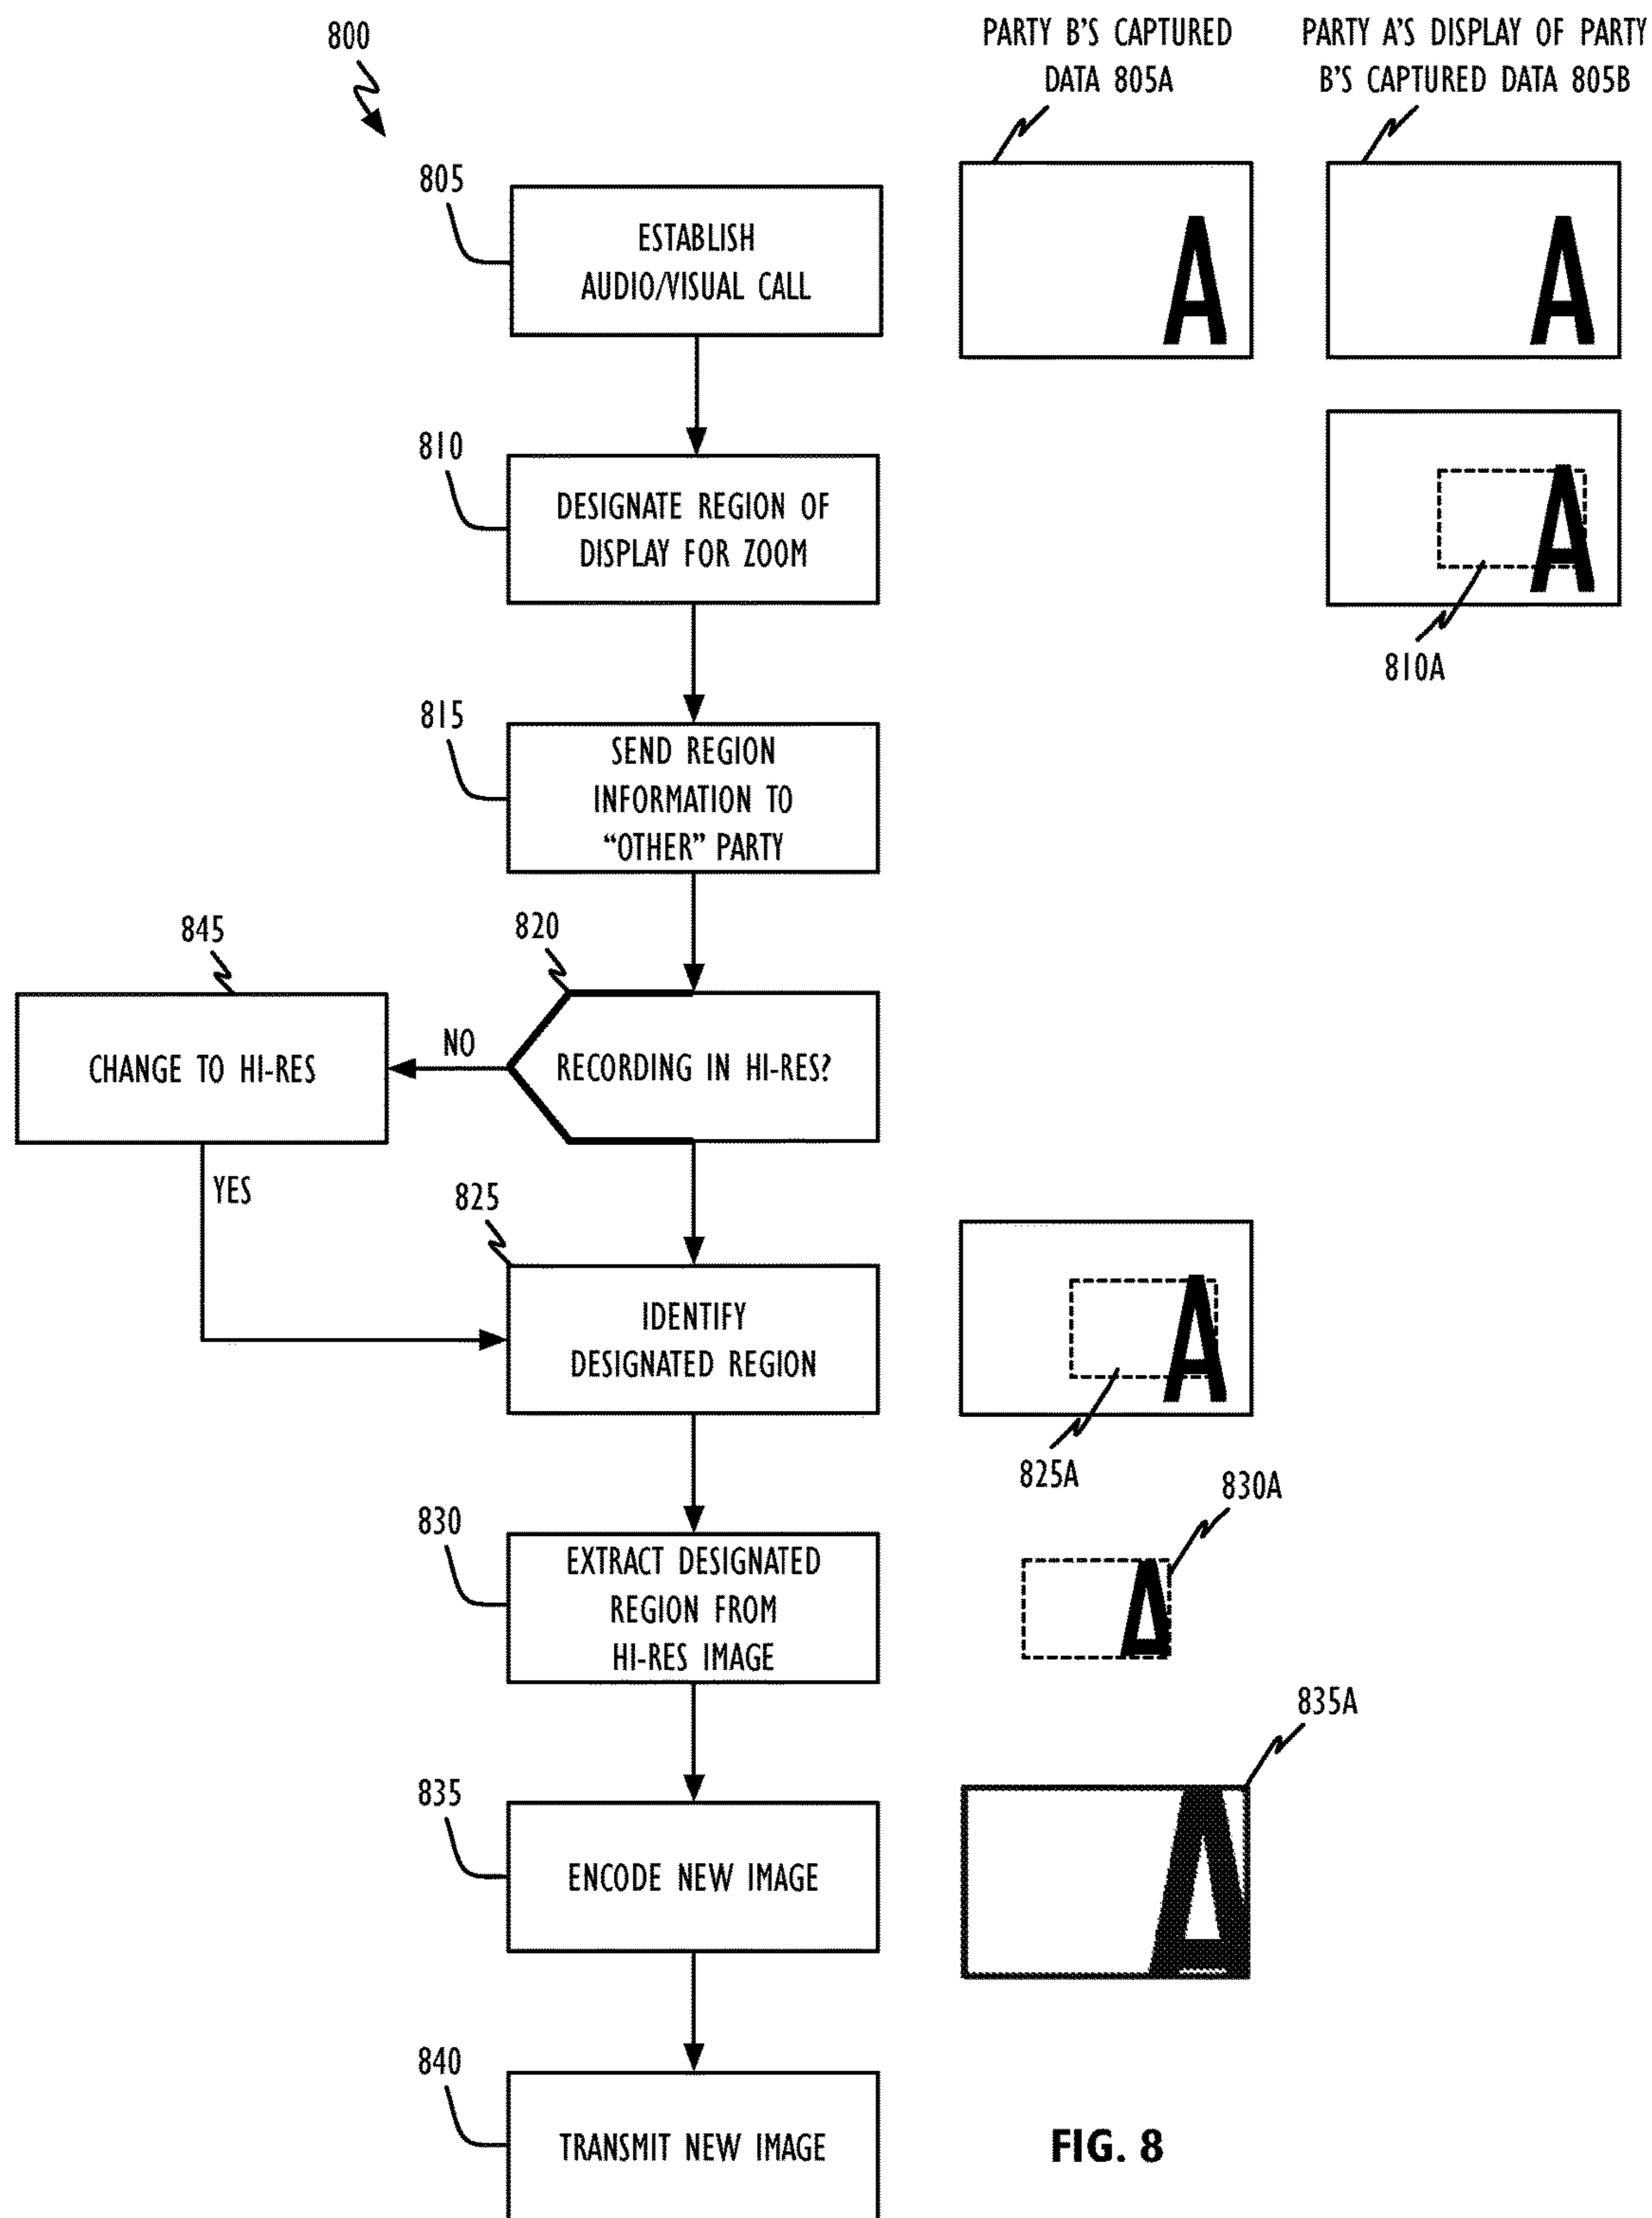 800
PARTY B'S CAPTURED
DATA 805A
PARTY A'S DISPLAY OF PARTY
B'S CAPTURED DATA 805B
805
ESTABLISH
AUDIO/VISUAL CALL
A
A
810
DESIGNATE REGION OF
DISPLAY FOR ZOOM
A
810A
815
SEND REGION
INFORMATION TO
“OTHER” PARTY
845
820
CHANGE TO HI-RES
NO
RECORDING IN HI-RES?
YES
825
IDENTIFY
DESIGNATED REGION
A
825A
830A
830
EXTRACT DESIGNATED
REGION FROM
HI-RES IMAGE
A
835A
835
ENCODE NEW IMAGE
A
840
TRANSMIT NEW IMAGE
FIG. 8